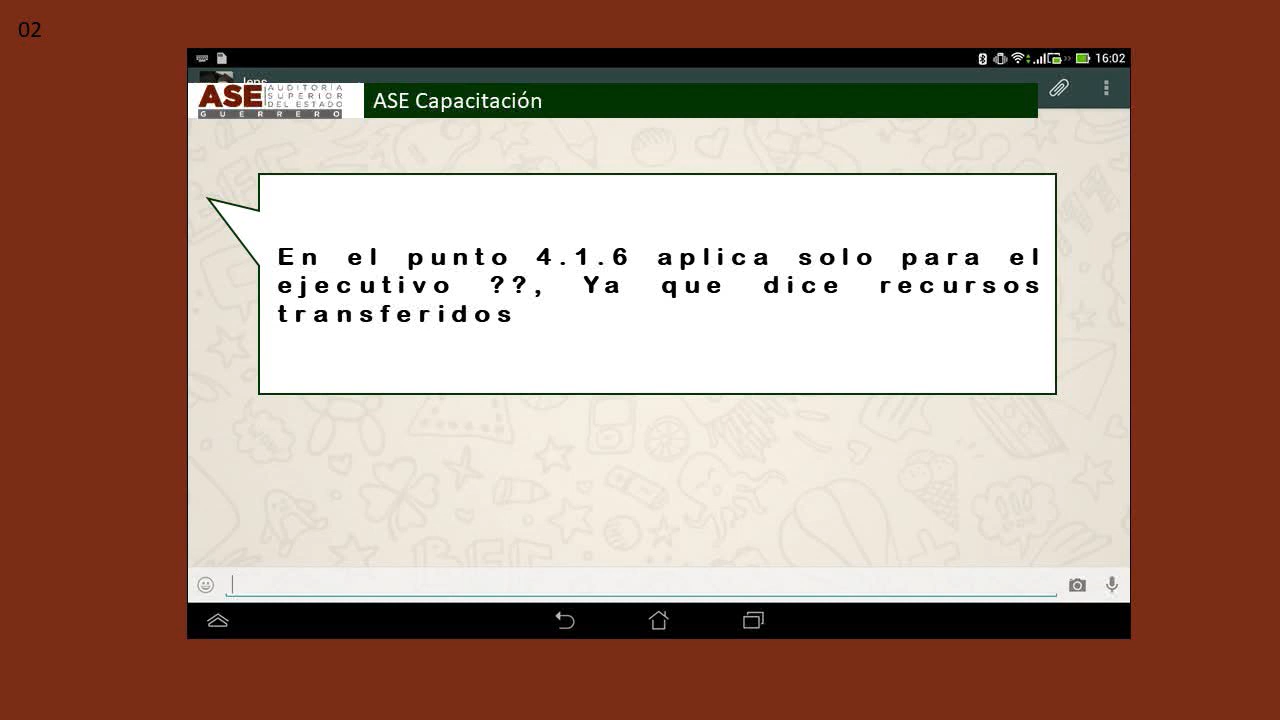 02
16:02
ASE AUDITORÍA
SUPERIOR
DEL ESTADO
GUERRERO
ASE Capacitación
En el punto 4.1.6 aplica solo para el
ejecutivo ??, Ya que dice recursos
transferidos